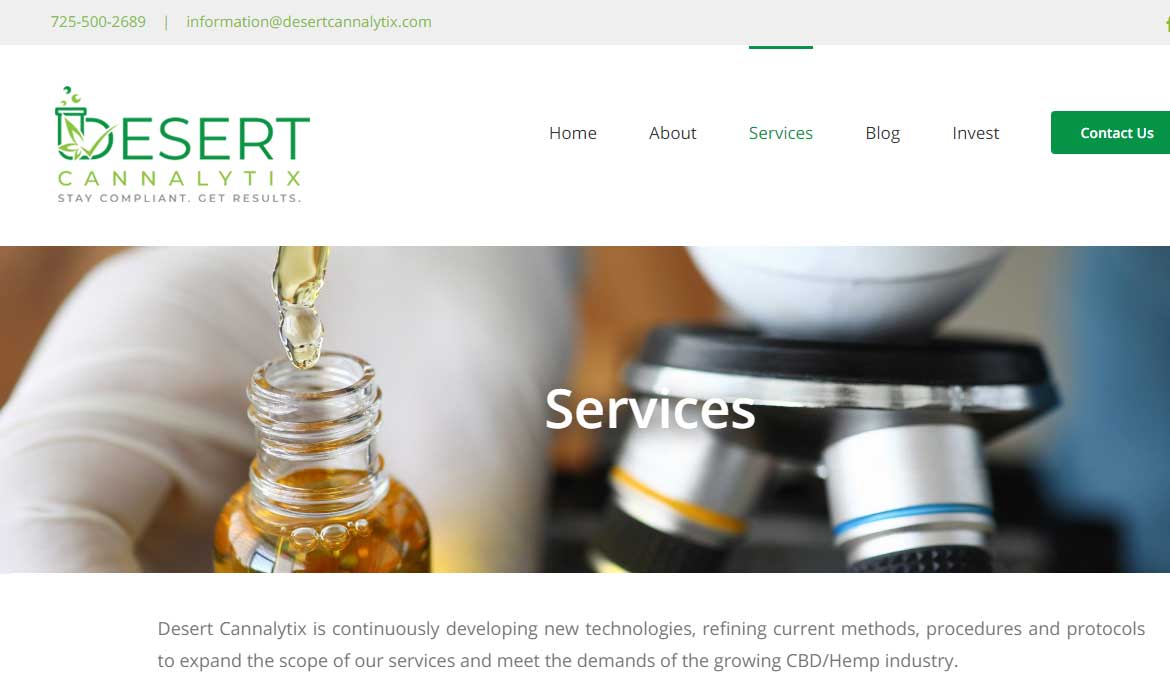 725-500-2689 | information@desertcannalytix.com
DESERT
CANNALYTIX
STAY COMPLIANT. GET RESULTS.
Home About Services Blog Invest Contact Us
Services
Desert Cannalytix is continuously developing new technologies, refining current methods, procedures and protocols
to expand the scope of our services and meet the demands of the growing CBD/Hemp industry.